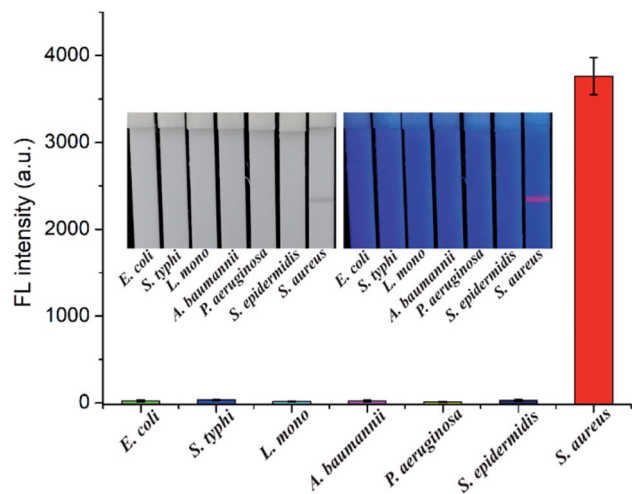 FL intensity (a.u.)
4000
3000
2000
1000
0
E. coli
S. typhi
L. mono
A. baumannii
P. aeruginosa
S. epidermidis
S. aureus
E. coli
S. typhi
L. mono
A. baumannii
P. aeruginosa
S. epidermidis
S. aureus
E. coli
S. typhi
L. mono
A. baumannii
P. aeruginosa
S. epidermidis
S. aureus